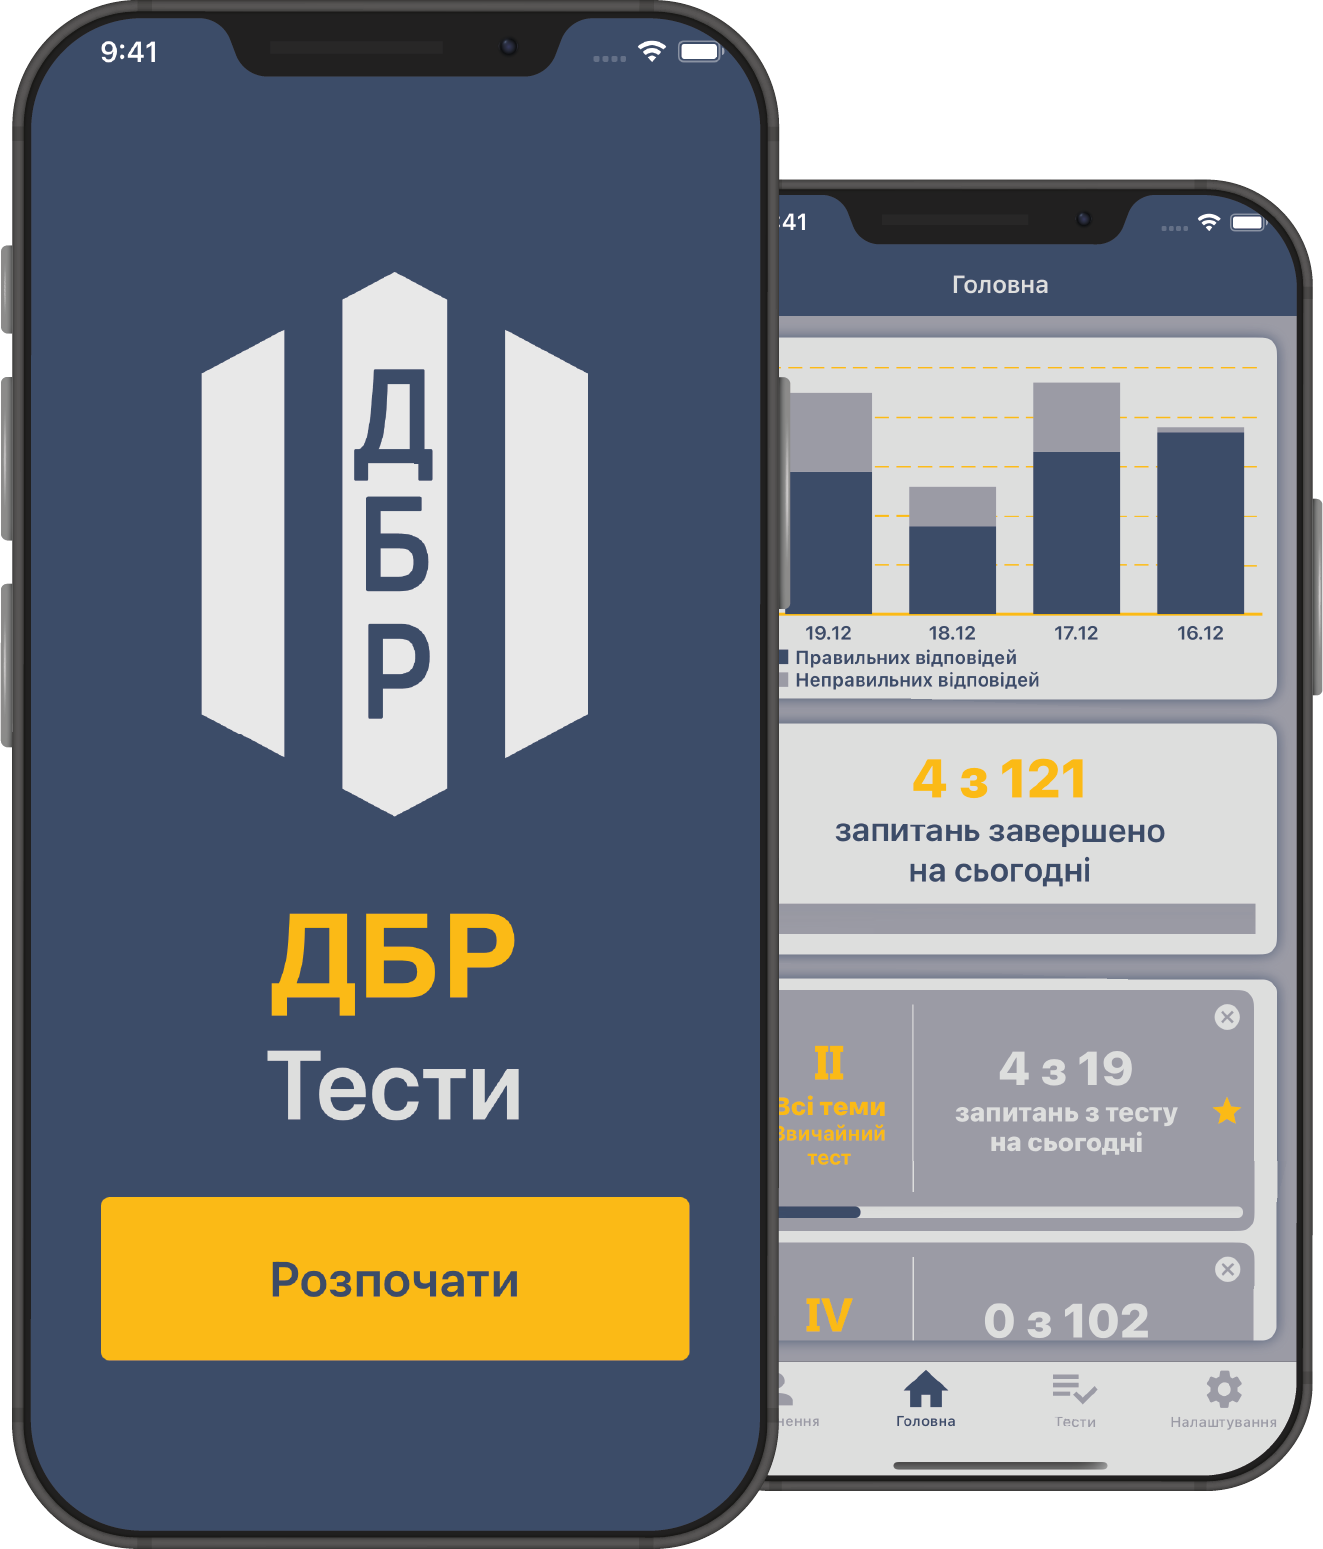 9:41
Д
Б
Р
ДБР
Тести
Розпочати
:41
Головна
19.12 18.12 17.12 16.12
Правильних відповідей
Неправильних відповідей
4 з 121
запитань завершено
на сьогодні
II
Всі теми
Звичайний
тест
4 з 19
запитань з тесту
на сьогодні
IV
0 з 102
нення Головна Тести Налаштування